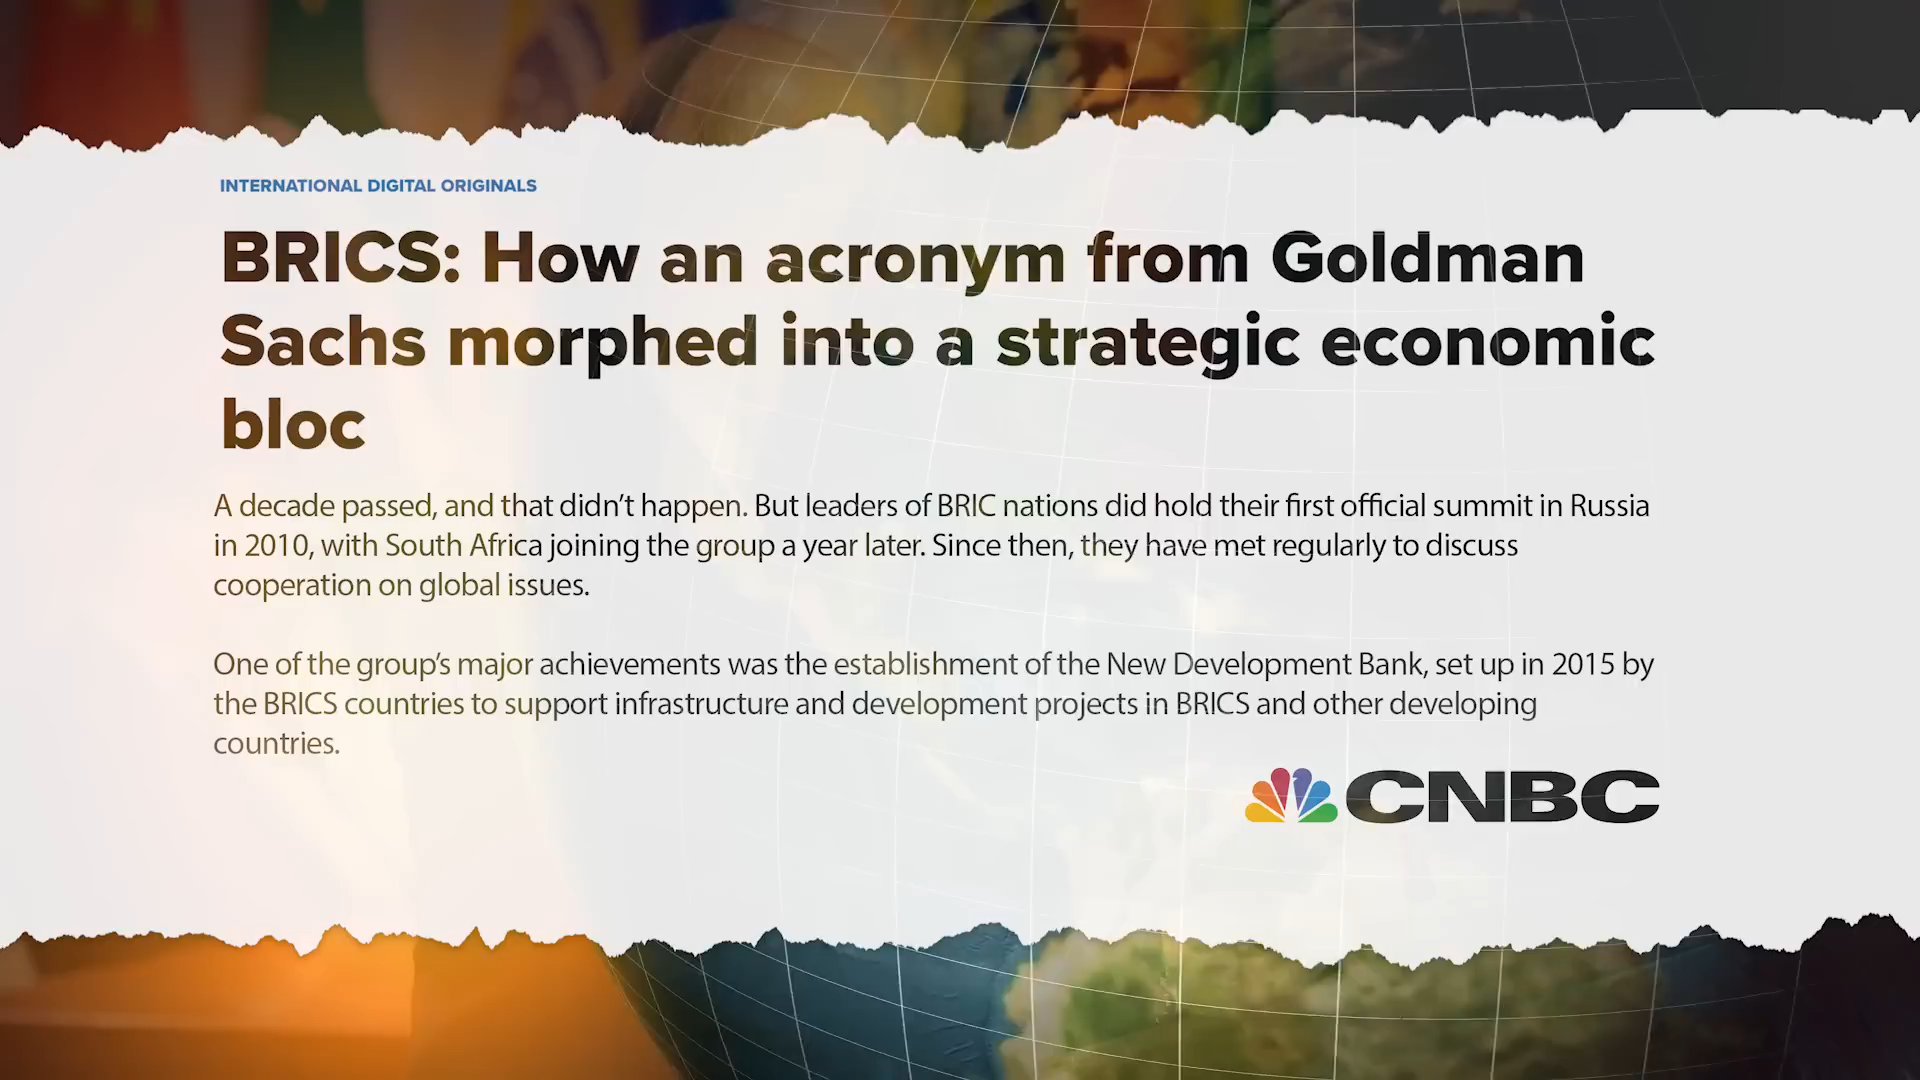 INTERNATIONAL DIGITAL ORIGINALS
BRICS: How an acronym from Goldman
Sachs morphed into a strategic economic
bloc
A decade passed, and that didn’t happen. But leaders of BRIC nations did hold their first official summit in Russia
in 2010, with South Africa joining the group a year later. Since then, they have met regularly to discuss
cooperation on global issues.
One of the group’s major achievements was the establishment of the New Development Bank, set up in 2015 by
the BRICS countries to support infrastructure and development projects in BRICS and other developing
countries.
CNBC